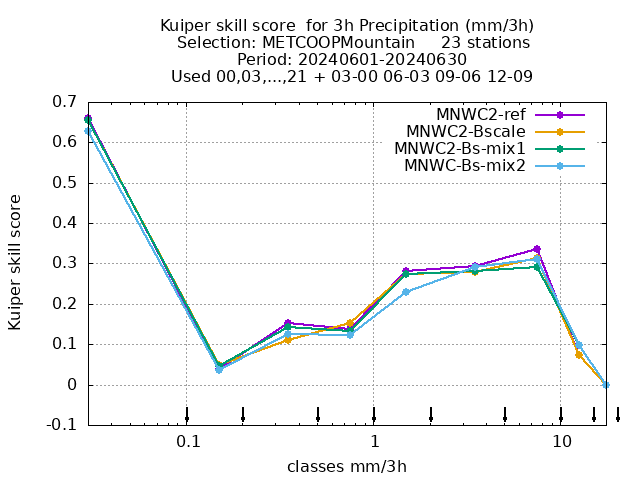 Kuiper skill score  for 3h Precipitation (mm/3h)
Selection: METCOOPMountain     23 stations
Period: 20240601-20240630
Used 00,03,...,21 + 03-00 06-03 09-06 12-09
MNWC2-ref
MNWC2-Bscale
MNWC2-Bs-mix1
MNWC-Bs-mix2
Kuiper skill score
0.7
0.6
0.5
0.4
0.3
0.2
0.1
0
-0.1
0.1 1 10
classes mm/3h